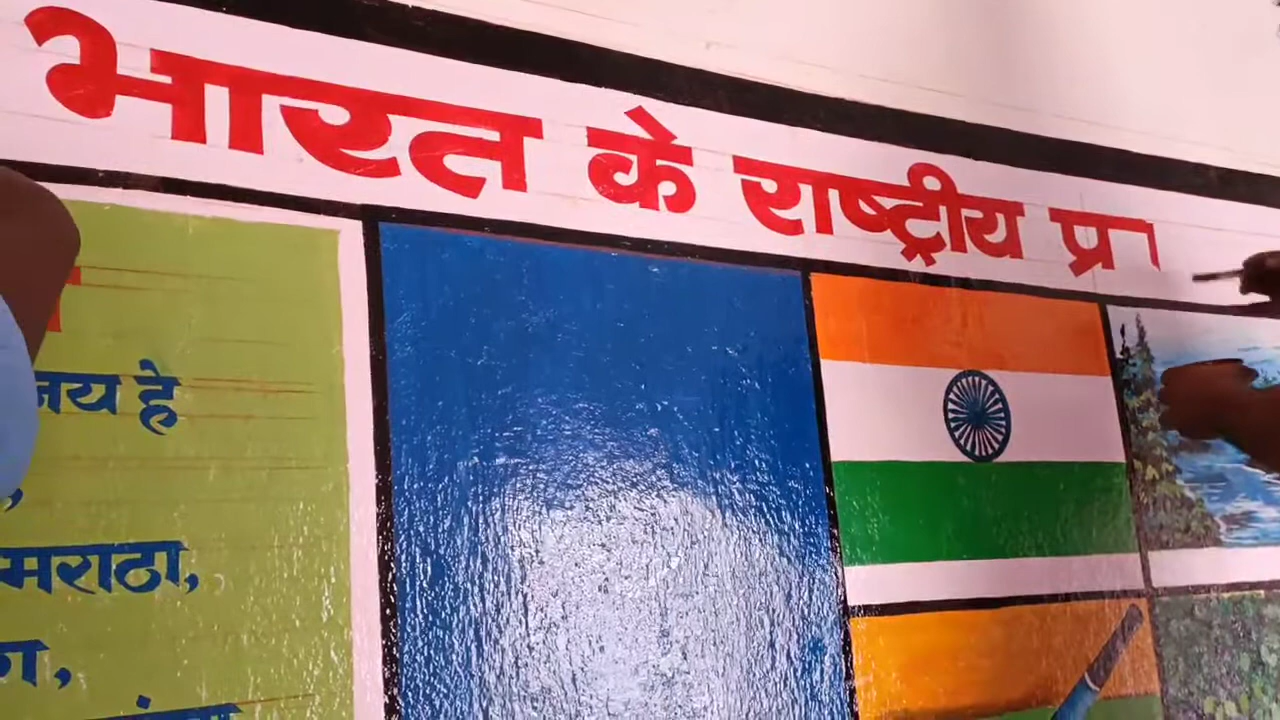 भारत के राष्ट्रीय प्र
जय हे
मराठा,